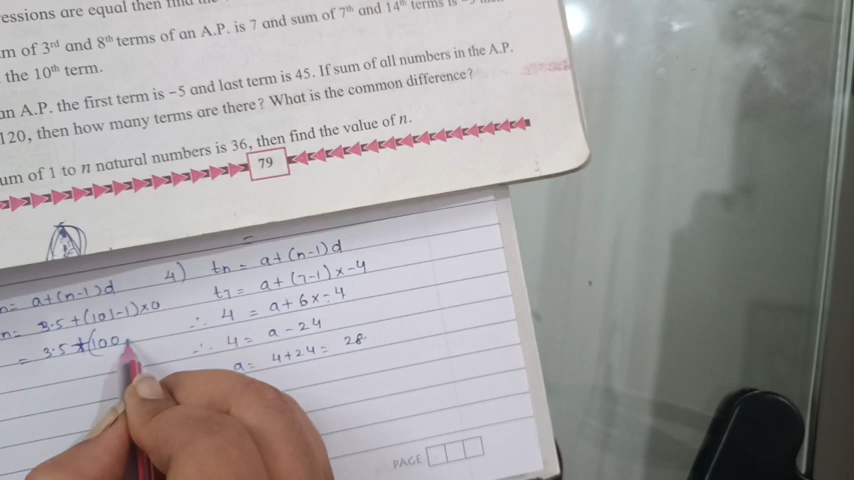 essions are equal then find the
m of 3rd and 8th terms of an A.P. is 7 and sum of 7th and 14th terms is -3
the 10th term.
an A.P. the first term is −5 and last term is 45. If sum of all numbers in the A.P.
120, then how many terms are there? What is the common difference?
um of 1 to n natural numbers is 36, then find the value of n.
79
n= a+(n-1)d
n= 3.5+(101-1)×0
= 3.5+(100
4) tn = a+(n-1)d
t7 = a+(7-1)×-4
∴ 4 = a+6×-4
∴ 4 = a-24
a= 4+24= 28
PAGE